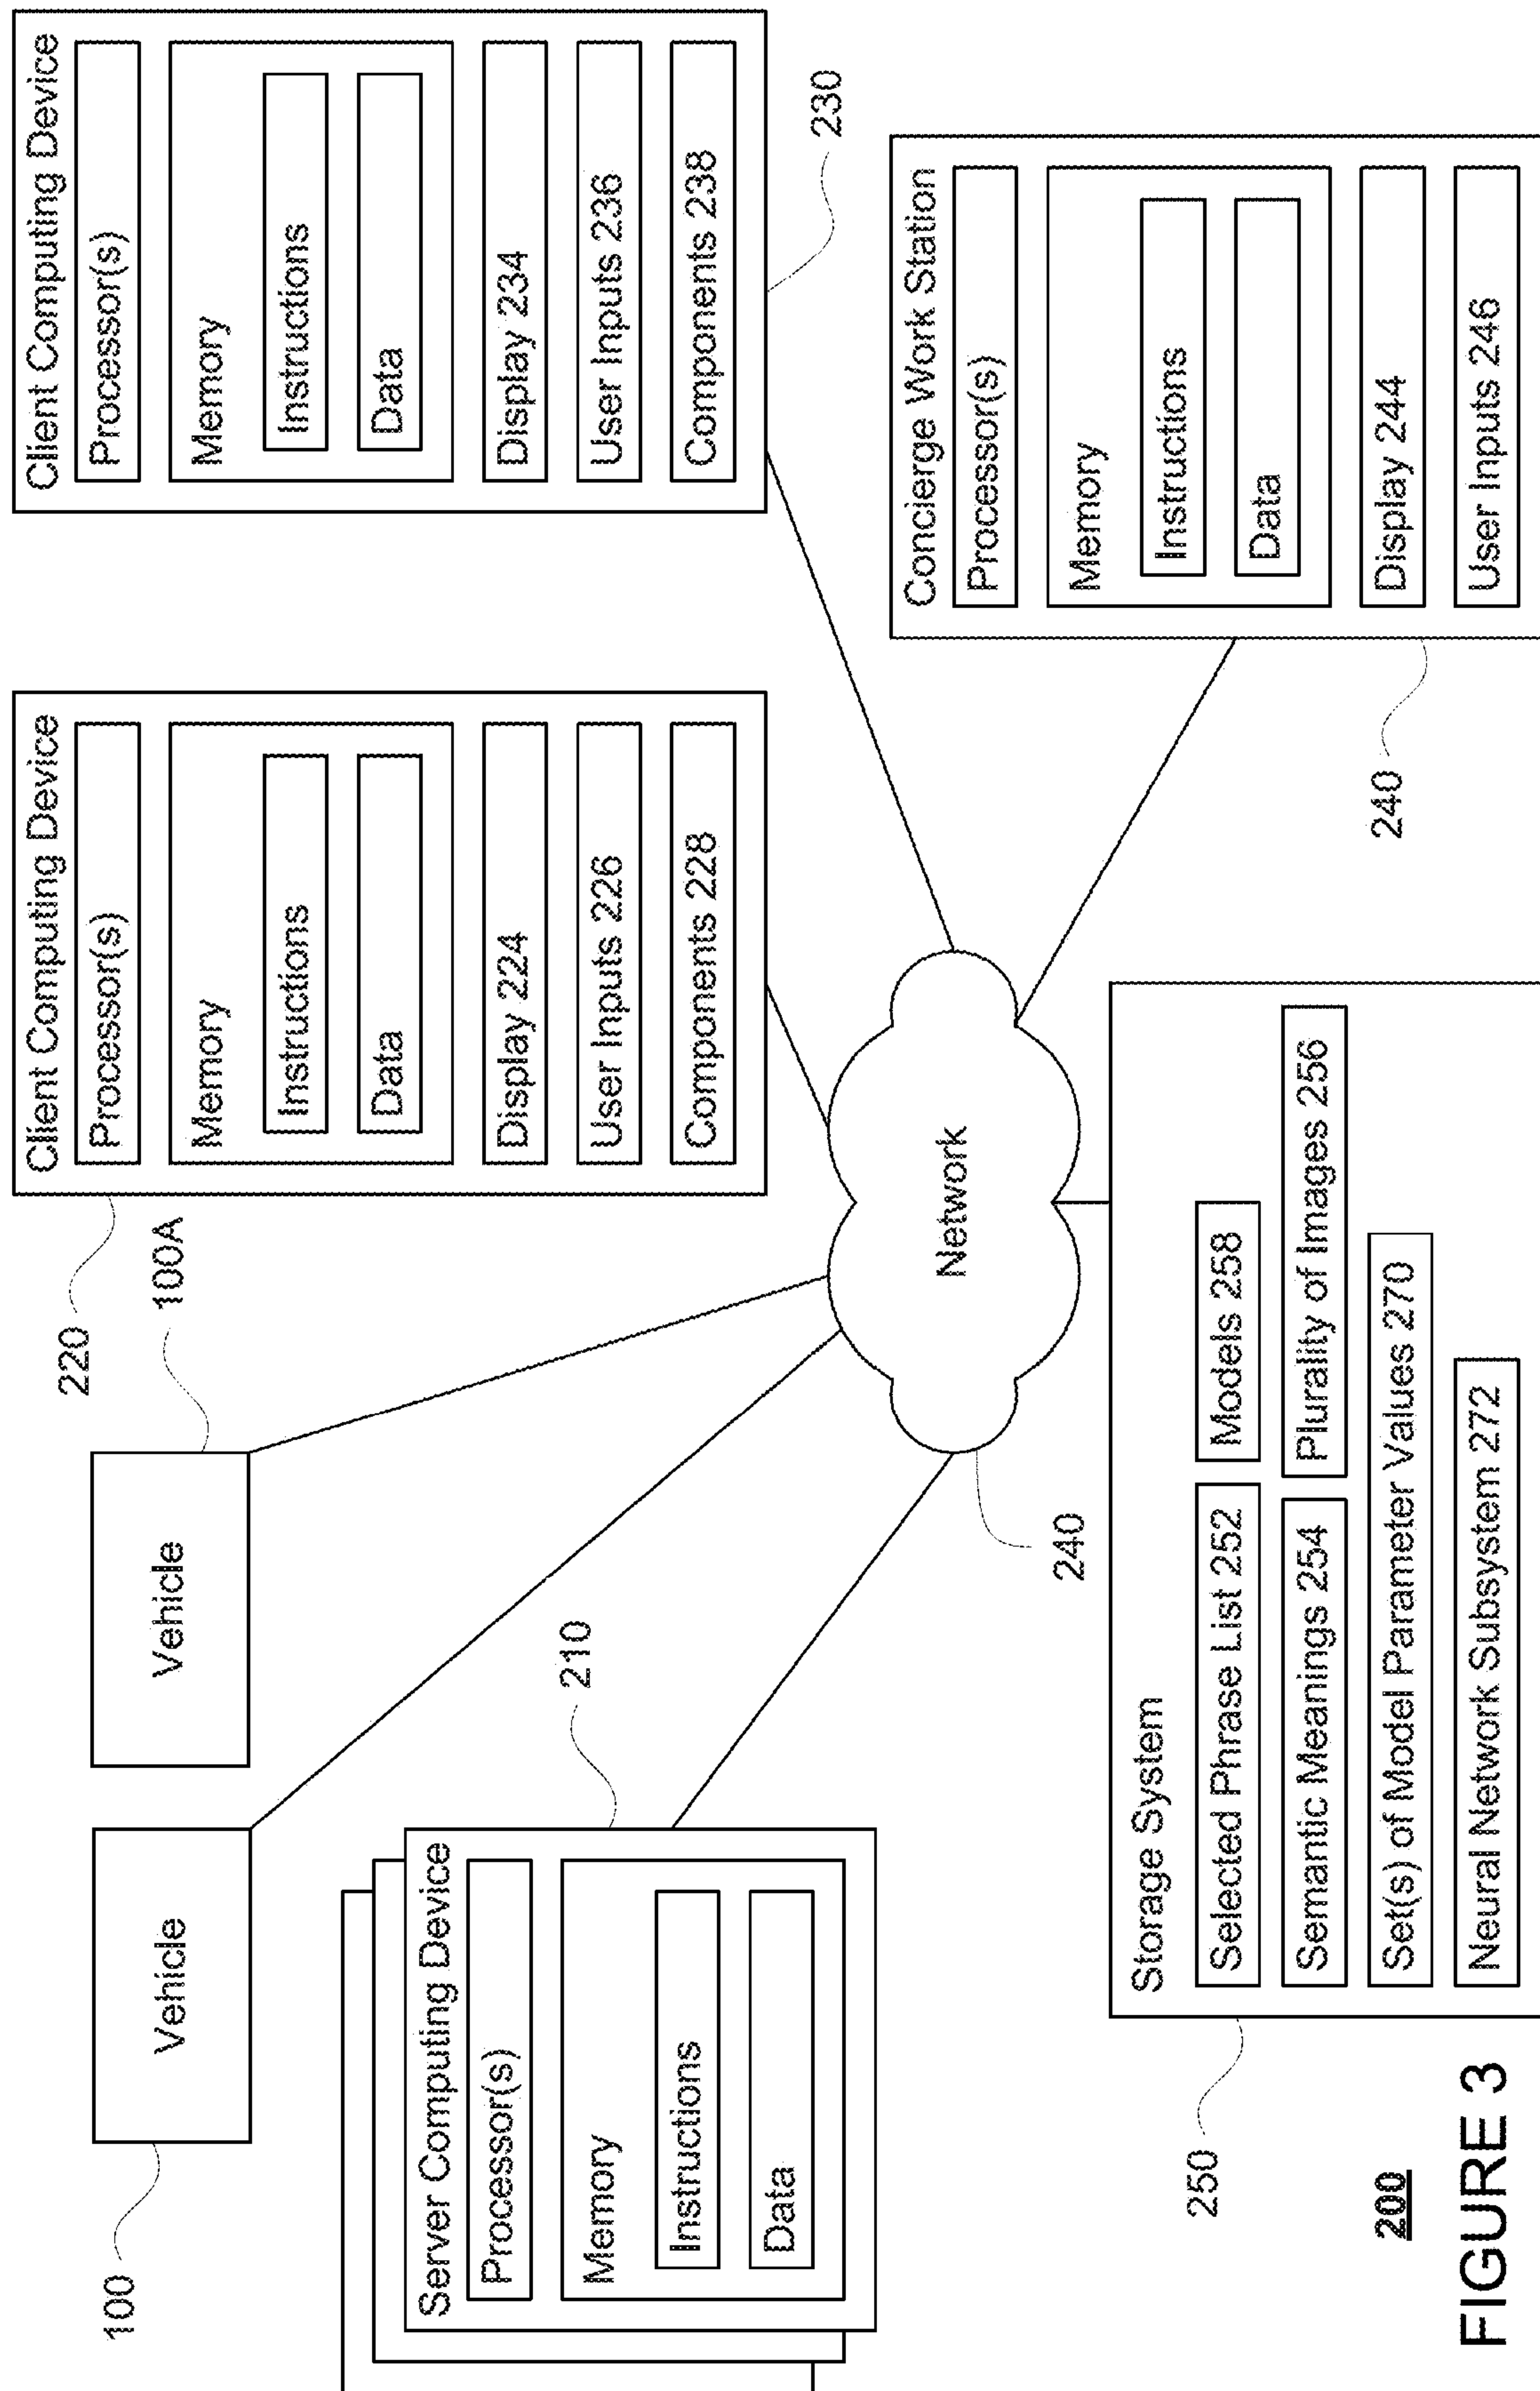 100
Vehicle
Vehicle
100A
220
Client Computing Device
Processor(s)
Memory
Instructions
Data
Display 224
User Inputs 226
Components 228
Client Computing Device
Processor(s)
Memory
Instructions
Data
Display 234
User Inputs 236
Components 238
230
Server Computing Device
Processor(s)
Memory
Instructions
Data
210
Network
240
Concierge Work Station
Processor(s)
Memory
Instructions
Data
Display 244
User Inputs 246
240
Storage System
Selected Phrase List 252
Models 258
Semantic Meanings 254
Plurality of Images 256
Set(s) of Model Parameter Values 270
Neural Network Subsystem 272
250
200
FIGURE 3